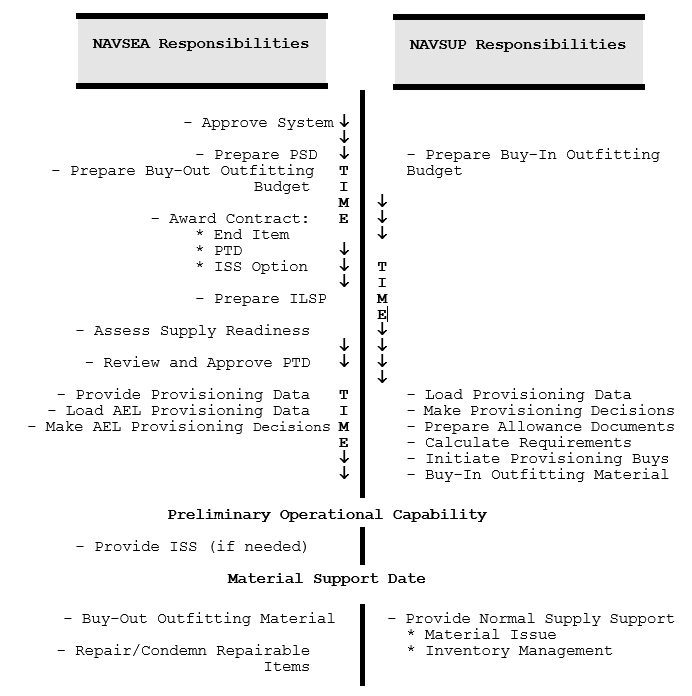 NAVSEA Responsibilities
NAVSUP Responsibilities
- Approve System ↓
↓
- Prepare PSD ↓
- Prepare Buy-Out Outfitting T
Budget I
M
- Award Contract: E
* End Item
* PTD ↓
* ISS Option ↓
↓
- Prepare ILSP
- Assess Supply Readiness
↓
- Review and Approve PTD ↓
- Provide Provisioning Data T
- Load AEL Provisioning Data I
- Make AEL Provisioning Decisions M
E
↓
↓
- Prepare Buy-In Outfitting
Budget
↓
↓
↓
T
I
M
E
↓
↓
↓
↓
- Load Provisioning Data
- Make Provisioning Decisions
- Prepare Allowance Documents
- Calculate Requirements
- Initiate Provisioning Buys
- Buy-In Outfitting Material
Preliminary Operational Capability
- Provide ISS (if needed)
Material Support Date
- Buy-Out Outfitting Material
- Repair/Condemn Repairable
Items
- Provide Normal Supply Support
* Material Issue
* Inventory Management